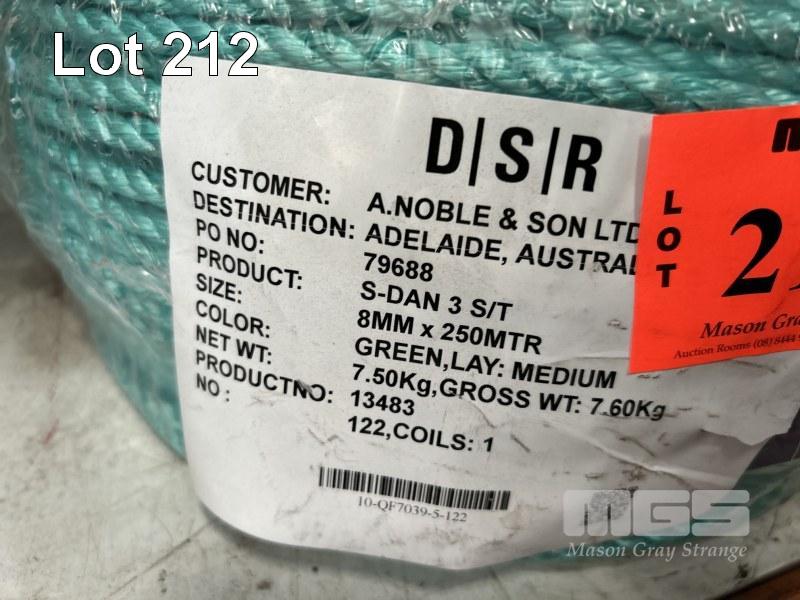 Lot 212
D|S|R
CUSTOMER: A.NOBLE & SON LTD
DESTINATION: ADELAIDE, AUSTRAL
PO NO: 79688
PRODUCT: S-DAN 3 S/T
SIZE: 8MM x 250MTR
COLOR: GREEN,LAY: MEDIUM
NET WT: 7.50Kg,GROSS WT: 7.60Kg
PRODUCTNO: 13483
NO : 122,COILS: 1
10-QF7039-5-122
LOT
2
Mason Gra
Auction Rooms (08) 8444
MGS
Mason Gray Strange